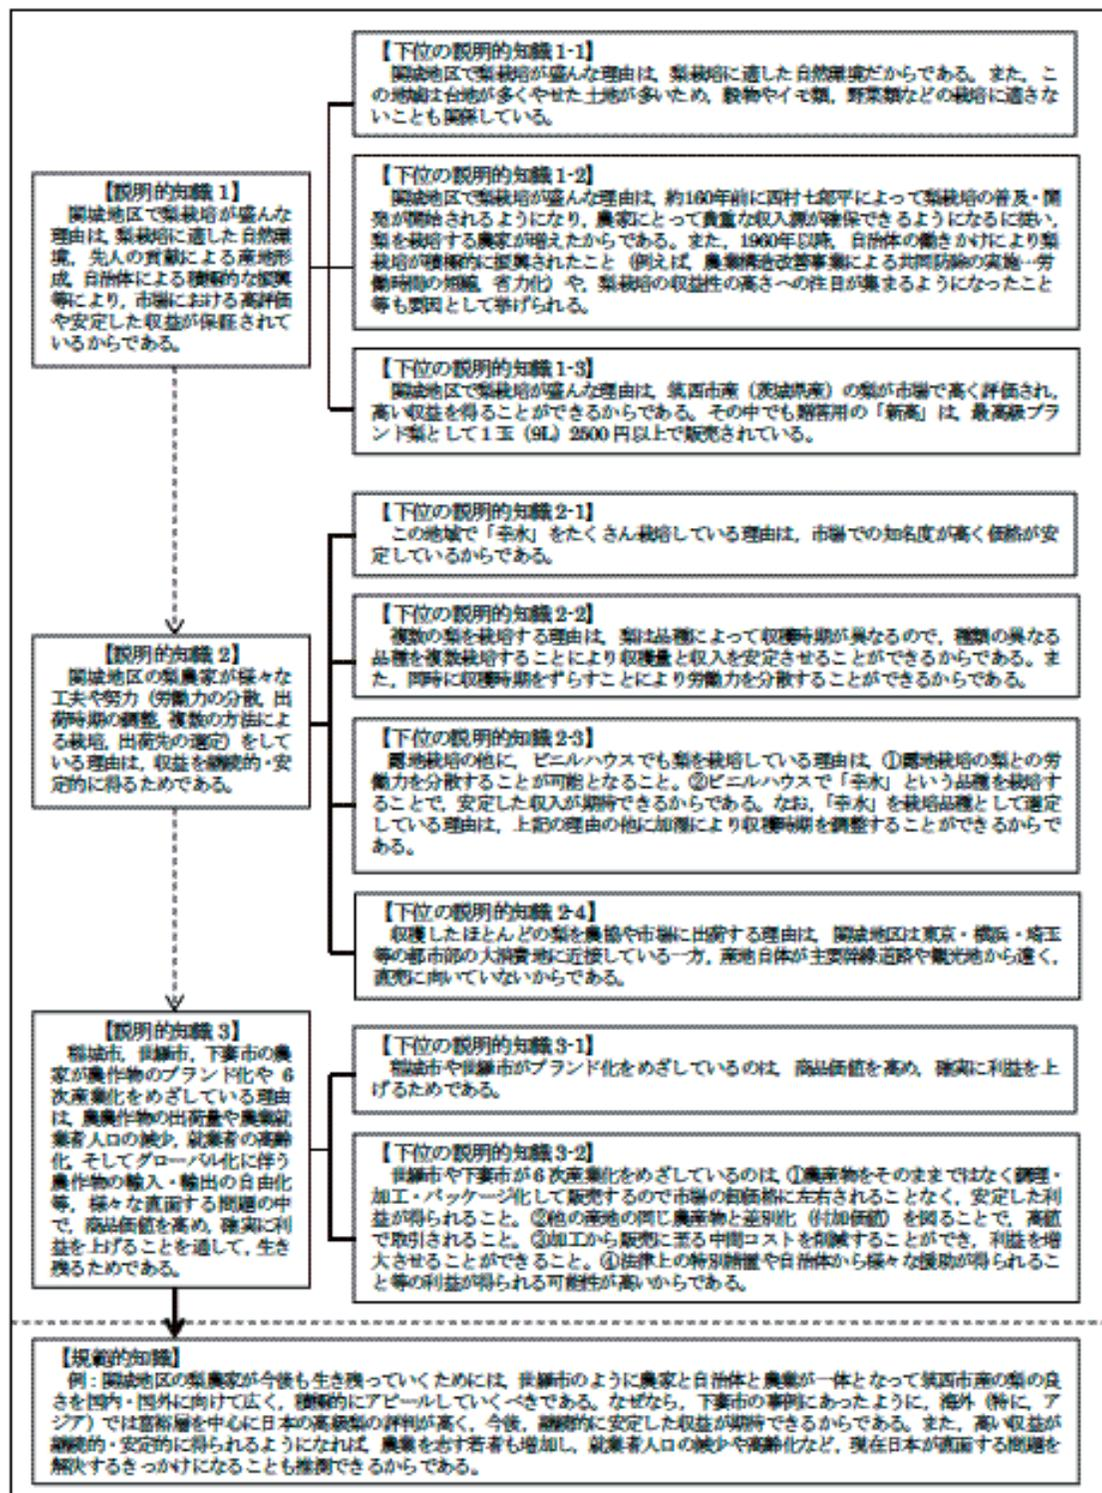 【下位の説明的知識1-1】
関城地区で梨栽培が盛んな理由は，梨栽培に適した自然環境だからである。また，こ
の地域は台地が多くやせた土地が多いため，穀物やイモ類，野菜類などの栽培に適さな
いことも関係している。
【説明的知識1】
関城地区で梨栽培が盛んな
理由は，梨栽培に適した自然環
境，先人の貢献による産地形
成，自治体による積極的な振興
等により，市場における高評価
や安定した収益が保証されて
いるからである。
【下位の説明的知識1-2】
関城地区で梨栽培が盛んな理由は，約160年前に西村七郎平によって梨栽培の普及・開
発が開始されるようになり，農家にとって貴重な収入源が確保できるようになるに従い，
梨を栽培する農家が増えたからである。また，1960年以降，自治体の働きかけにより梨
栽培が積極的に振興されたこと（例えば，農業構造改善事業による共同防除の実施…労
働時間の短縮，省力化）や，梨栽培の収益性の高さへの注目が集まるようになったこと
等も要因として挙げられる。
【下位の説明的知識1-3】
関城地区で梨栽培が盛んな理由は，筑西市産（茨城県産）の梨が市場で高く評価され，
高い収益を得ることができるからである。その中でも贈答用の「新高」は，最高級ブラ
ンド梨として1玉（9L）2500円以上で販売されている。
【下位の説明的知識2-1】
この地域で「幸水」をたくさん栽培している理由は，市場での知名度が高く価格が安
定しているからである。
【下位の説明的知識2-2】
複数の梨を栽培する理由は，梨は品種によって収穫時期が異なるので，種類の異なる
品種を複数栽培することにより収穫量と収入を安定させることができるからである。ま
た，同時に収穫時期をずらすことにより労働力を分散することができるからである。
【説明的知識2】
関城地区の梨農家が様々な
工夫や努力（労働力の分散，出
荷時期の調整，複数の方法によ
る栽培，出荷先の選定）をして
いる理由は，収益を継続的・安
定的に得るためである。
【下位の説明的知識2-3】
露地栽培の他に，ビニルハウスでも梨を栽培している理由は，①露地栽培の梨との労
働力を分散することが可能となること。②ビニルハウスで「幸水」という品種を栽培す
ることで，安定した収入が期待できるからである。なお，「幸水」を栽培品種として選定
している理由は，上記の理由の他に加湿により収穫時期を調整することができるからで
ある。
【下位の説明的知識2-4】
収穫したほとんどの梨を農協や市場に出荷する理由は，関城地区は東京・横浜・埼玉
等の都市部の大消費地に近接している一方，産地自体が主要幹線道路や観光地から遠く，
直売に向いていないからである。
【説明的知識3】
稲城市，世羅市，下妻市の農
家が農作物のブランド化や6
次産業化をめざしている理由
は，農農作物の出荷量や農業就
業者人口の減少，就業者の高齢
化，そしてグローバル化に伴う
農作物の輸入・輸出の自由化
等，様々な直面する問題の中
で，商品価値を高め，確実に利
益を上げることを通して，生き
残るためである。
【下位の説明的知識3-1】
稲城市や世羅市がブランド化をめざしているのは，商品価値を高め，確実に利益を上
げるためである。
【下位の説明的知識3-2】
世羅市や下妻市が6次産業化をめざしているのは，①農産物をそのままではなく調理・
加工・パッケージ化して販売するので市場の卸価格に左右されることなく，安定した利
益が得られること。②他の産地の同じ農産物と差別化（付加価値）を図ることで，高値
で取引されること。③加工から販売に至る中間コストを削減することができ，利益を増
大させることができること。④法律上の特別措置や自治体から様々な援助が得られるこ
と等の利益が得られる可能性が高いからである。
【規範的知識】
例：関城地区の梨農家が今後も生き残っていくためには，世羅市のように農家と自治体と農業が一体となって筑西市産の梨の良
さを国内・国外に向けて広く，積極的にアピールしていくべきである。なぜなら，下妻市の事例にあったように，海外（特に，ア
ジア）では富裕層を中心に日本の高級梨の評判が高く，今後，継続的に安定した収益が期待できるからである。また，高い収益が
継続的・安定的に得られるようになれば，農業を志す若者も増加し，就業者人口の減少や高齢化など，現在日本が直面する問題を
解決するきっかけになることも推測できるからである。